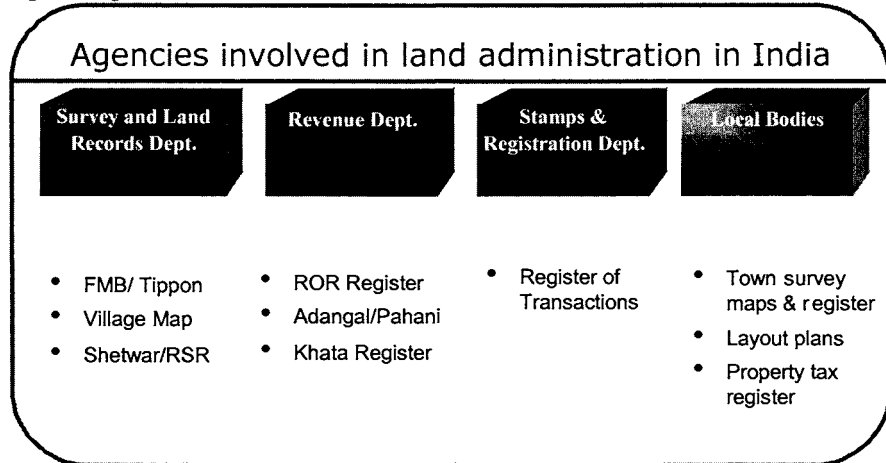 Agencies involved in land administration in India
Survey and Land
Records Dept.
Revenue Dept.
Stamps &
Registration Dept.
Local Bodies
• FMB/ Tippon
• Village Map
• Shetwar/RSR
• ROR Register
• Adangal/Pahani
• Khata Register
• Register of
Transactions
• Town survey
maps & register
• Layout plans
• Property tax
register